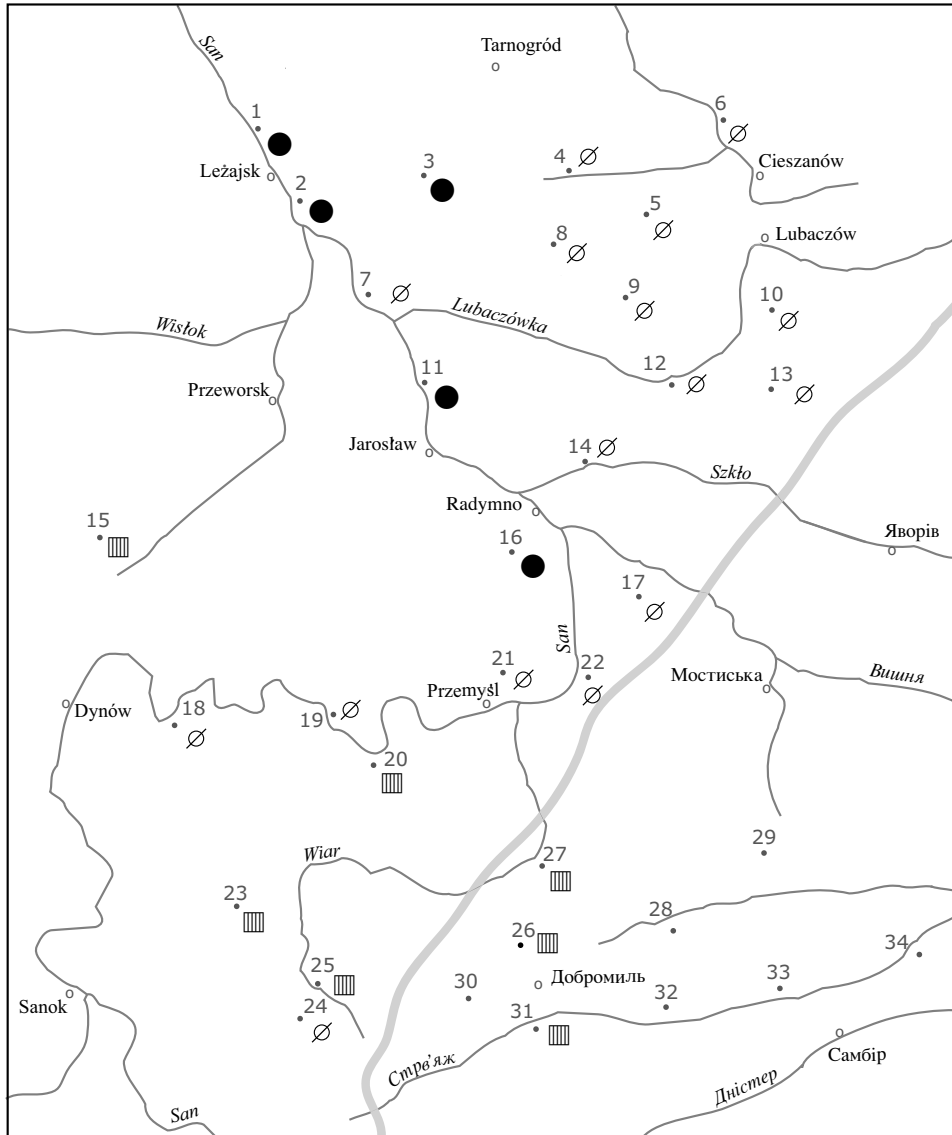 San
Tarnogród
1
6
3
4
Leżajsk
Cieszanów
2
5
8
Lubaczów
7
9
10
Wisłok
Lubaczówka
11
12
13
Przeworsk
Jarosław
14
Szkło
Radymno
15
16
Яворів
17
San
21
22
Мостиська
Вишня
Przemyśl
Dynów
18
19
20
Wiar
27
29
23
28
26
34
25
30
Добромиль
33
Sanok
24
31
32
Стрв’яж
Самбір
Дністер
San